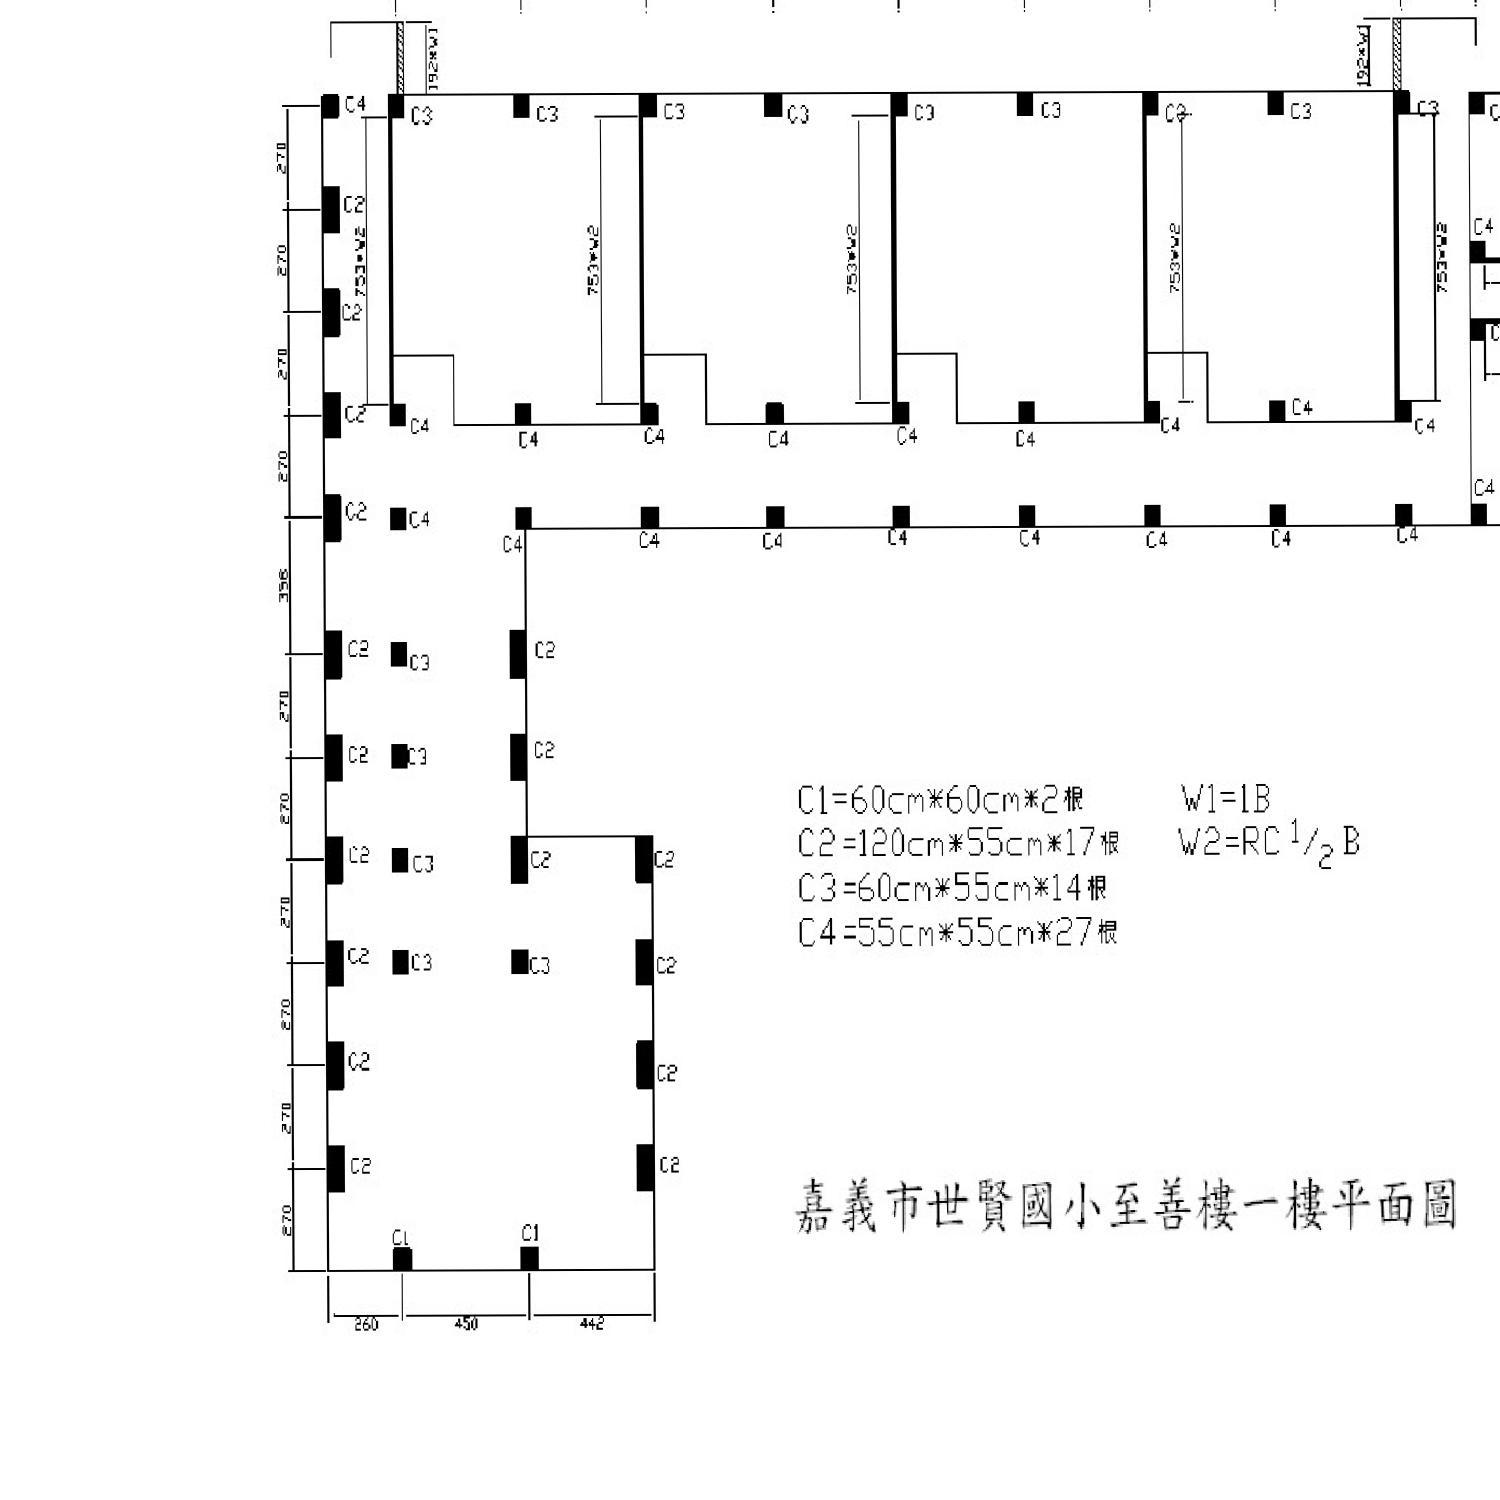 192*W1 192*W1
C4 C3 C3 C3 C3 C3 C3 C3 C3 C3
270
C2
C4
270 753*W2 753*W2 753*W2 753*W2 753*W2
C2
270
C2 C4 C4 C4 C4 C4 C4 C4 C4 C4
270
C4
C2 C4 C4 C4 C4 C4 C4 C4 C4 C4
356
C2 C3 C2
270
C2 C3 C2
270
C1=60cm*60cm*2根 W1=1B
C2=120cm*55cm*17根 W2=RC 1/2 B
C2 C3 C2 C2
C3=60cm*55cm*14根
270
C4=55cm*55cm*27根
C2 C3 C3 C2
270
C2 C2
270
C2 C2
嘉義市世賢國小至善樓一樓平面圖
270
C1 C1
260 450 442